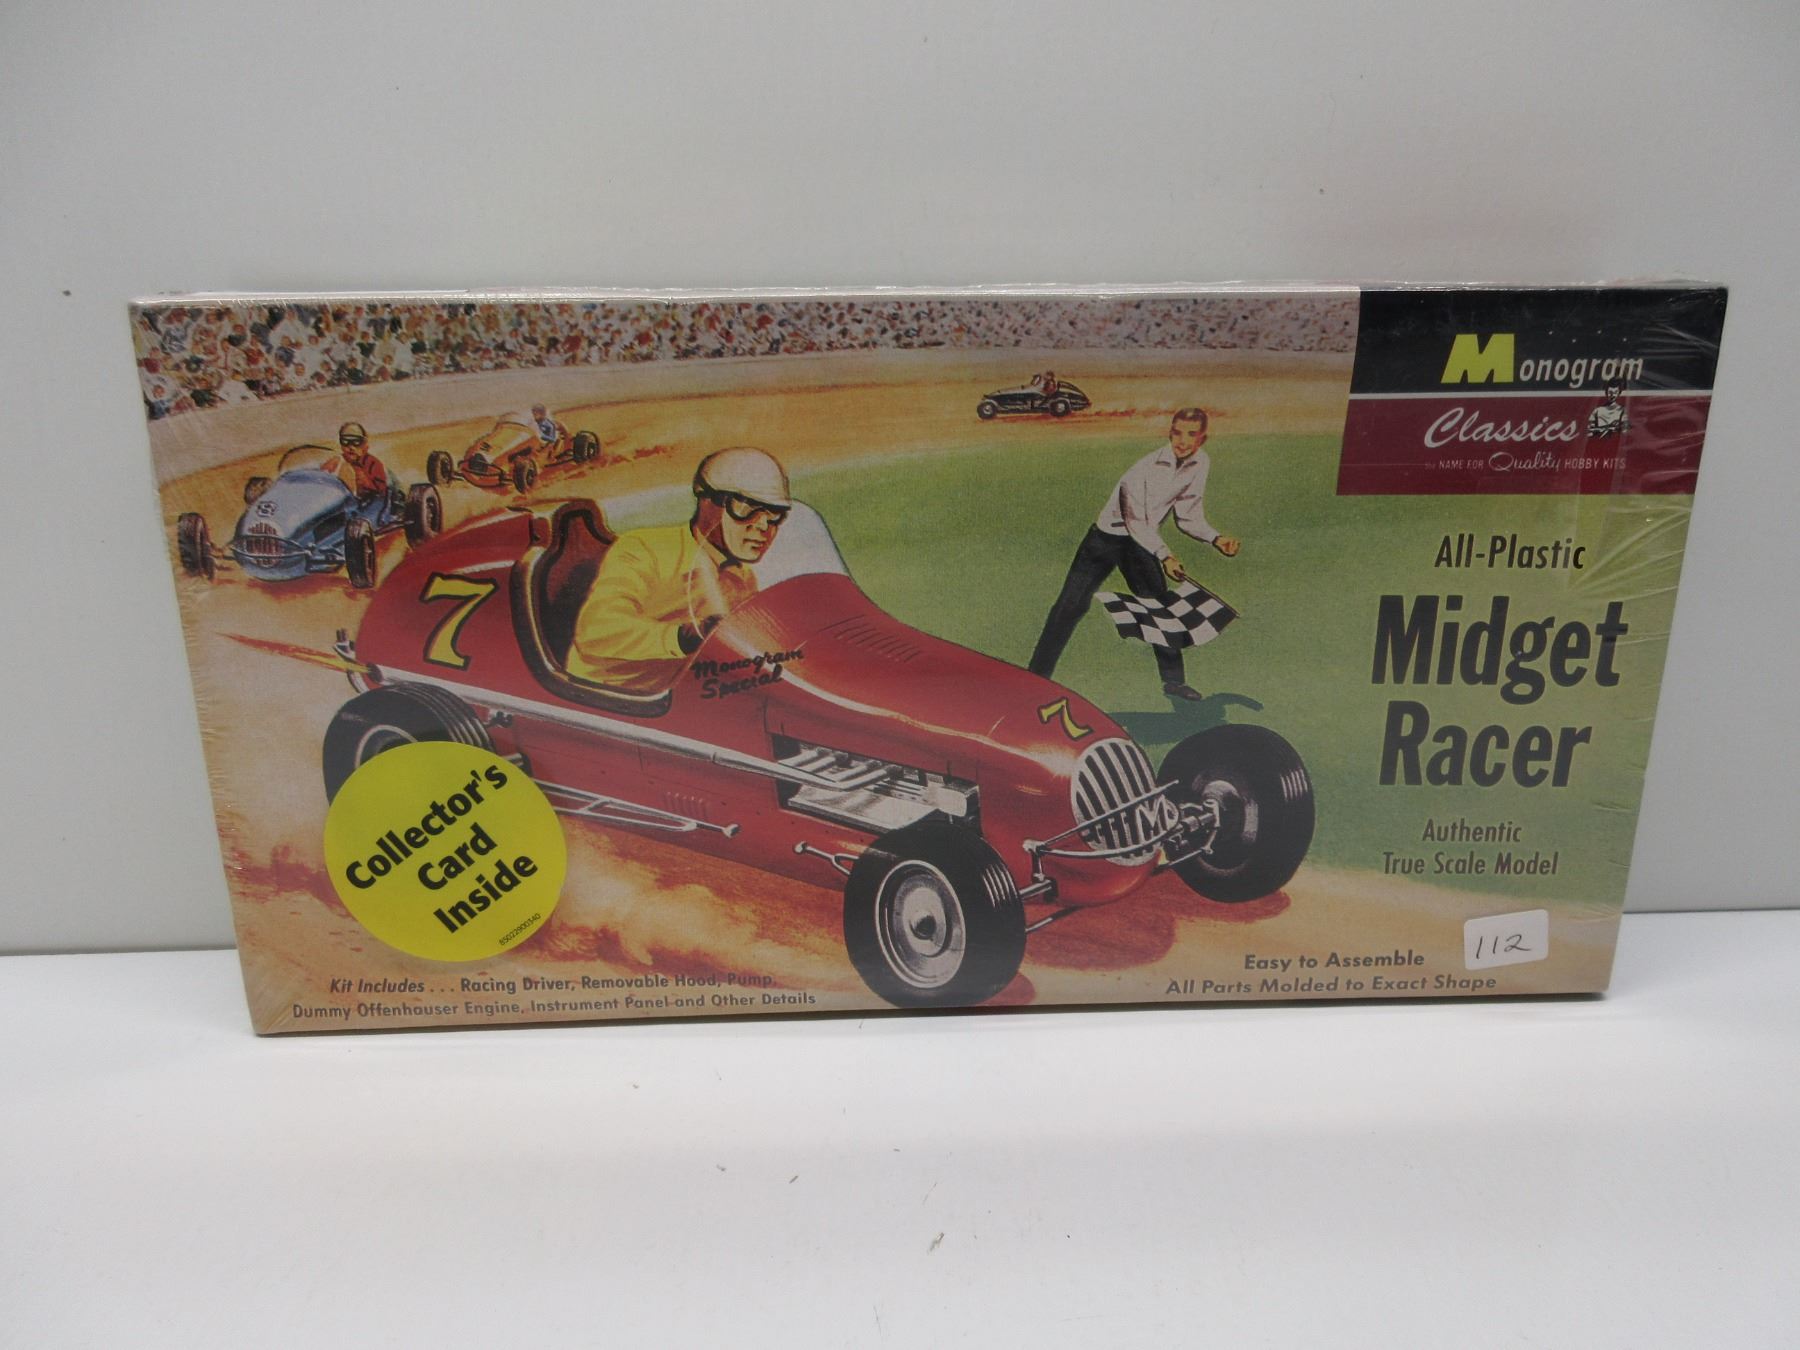 Monogram
Classics
THE NAME FOR Quality HOBBY KITS
All-Plastic
Midget
Racer
Authentic
True Scale Model
112
Easy to Assemble
All Parts Molded to Exact Shape
8
7
Monogram
Special
7
M
Collector's
Card
Inside
85022900340
Kit Includes . . . Racing Driver, Removable Hood, Pump,
Dummy Offenhauser Engine, Instrument Panel and Other Details